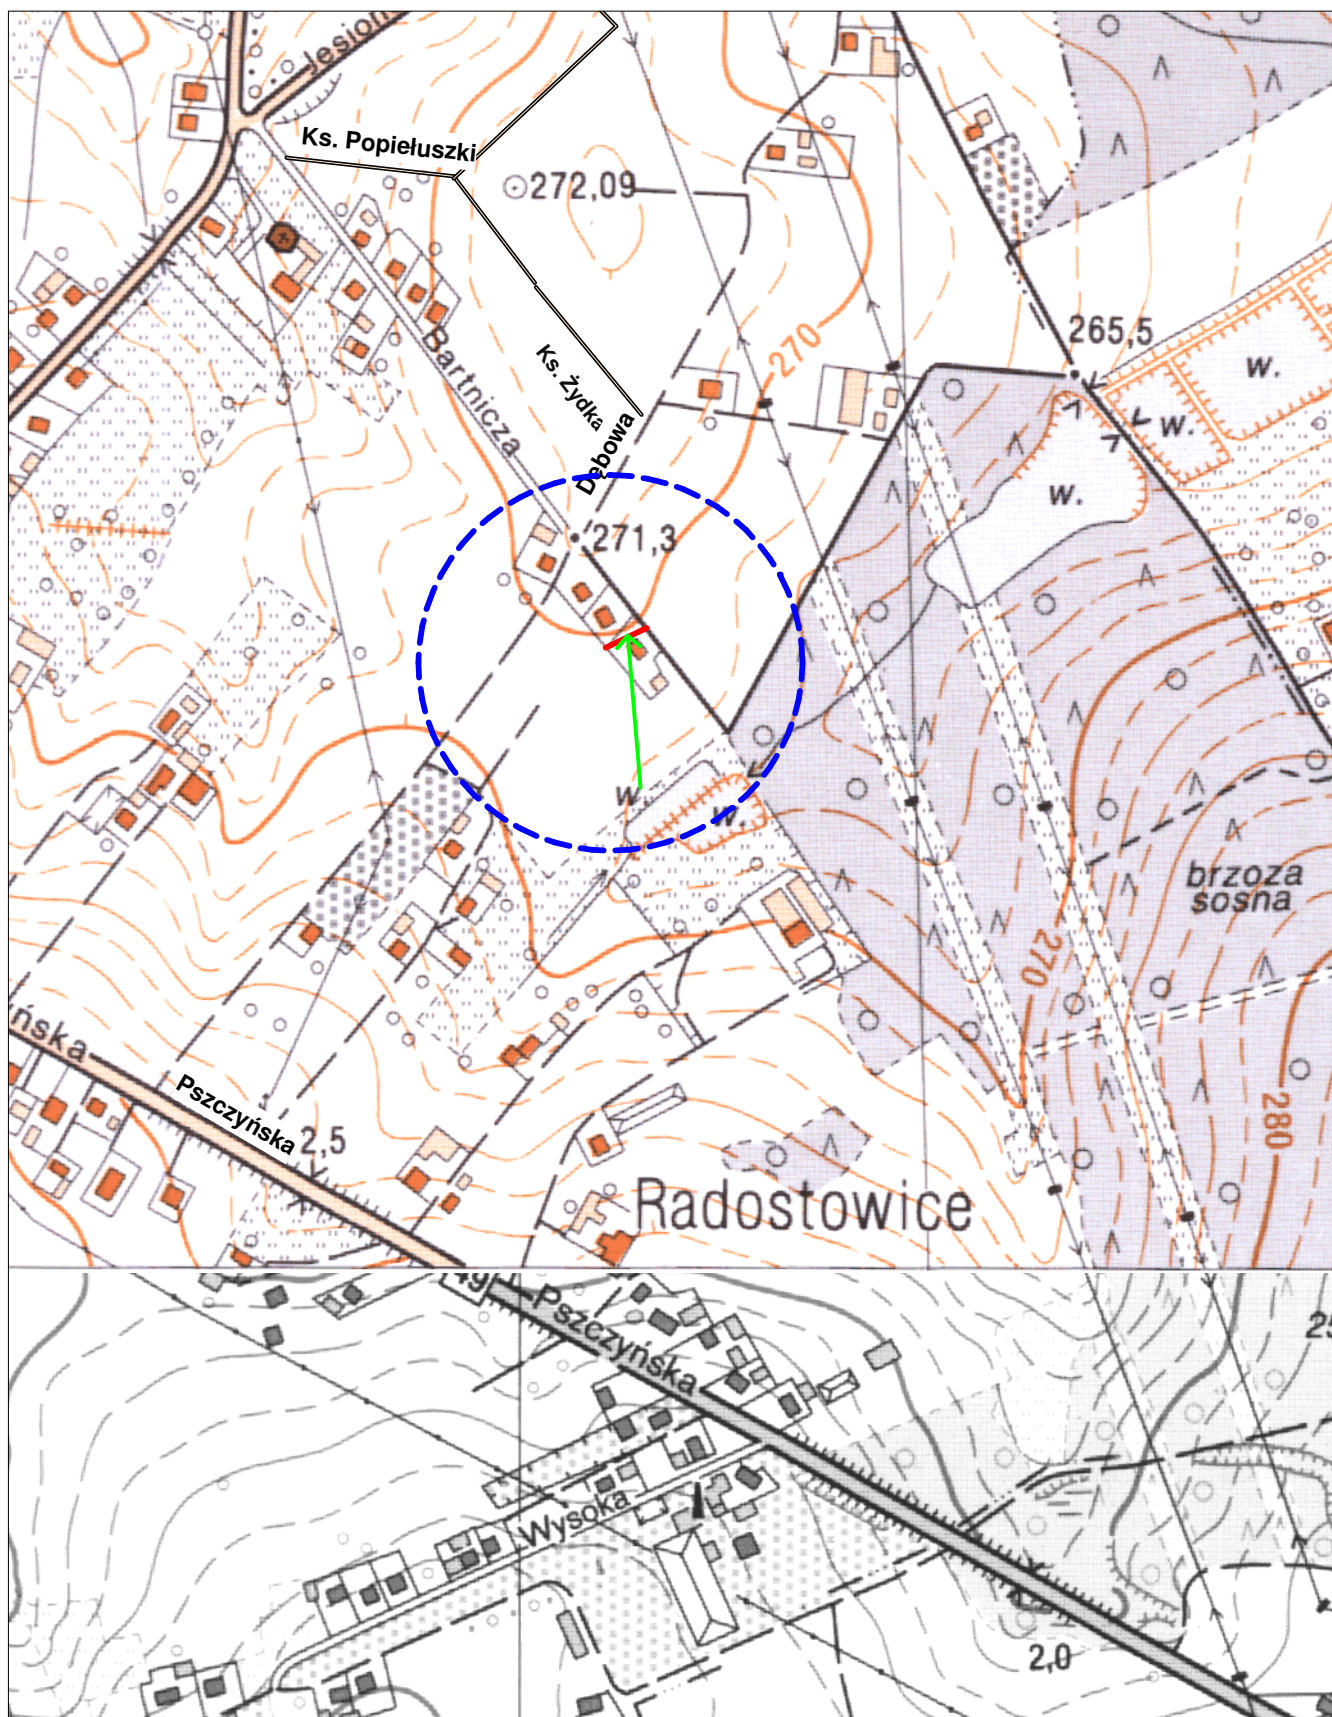 Jesion
Ks. Popiełuszki
272,09
265,5
270
w.
w.
w.
Bartnicza
Ks. Żydka
Dębowa
271,3
w.
w.
brzoza
sosna
270
ńska
Pszczyńska
2,5
280
Radostowice
49
Pszczyńska
25
Wysoka
2,0